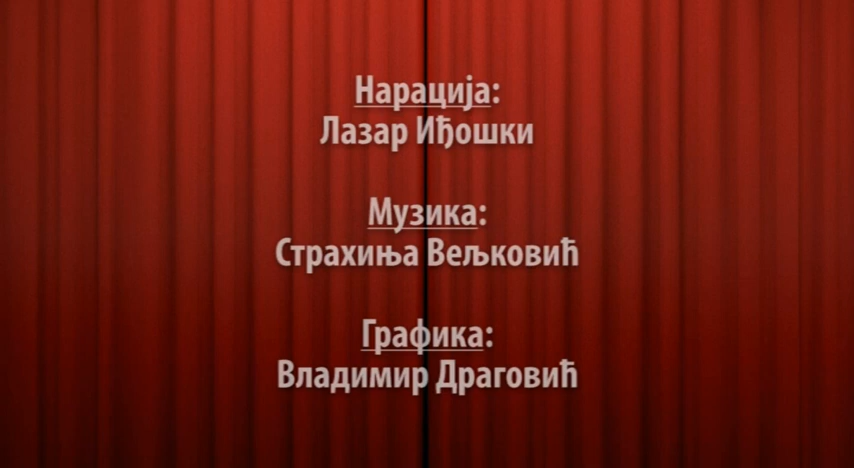 Нарација:
Лазар Иђошки
Музика:
Страхиња Вељковић
Графика:
Владимир Драговић